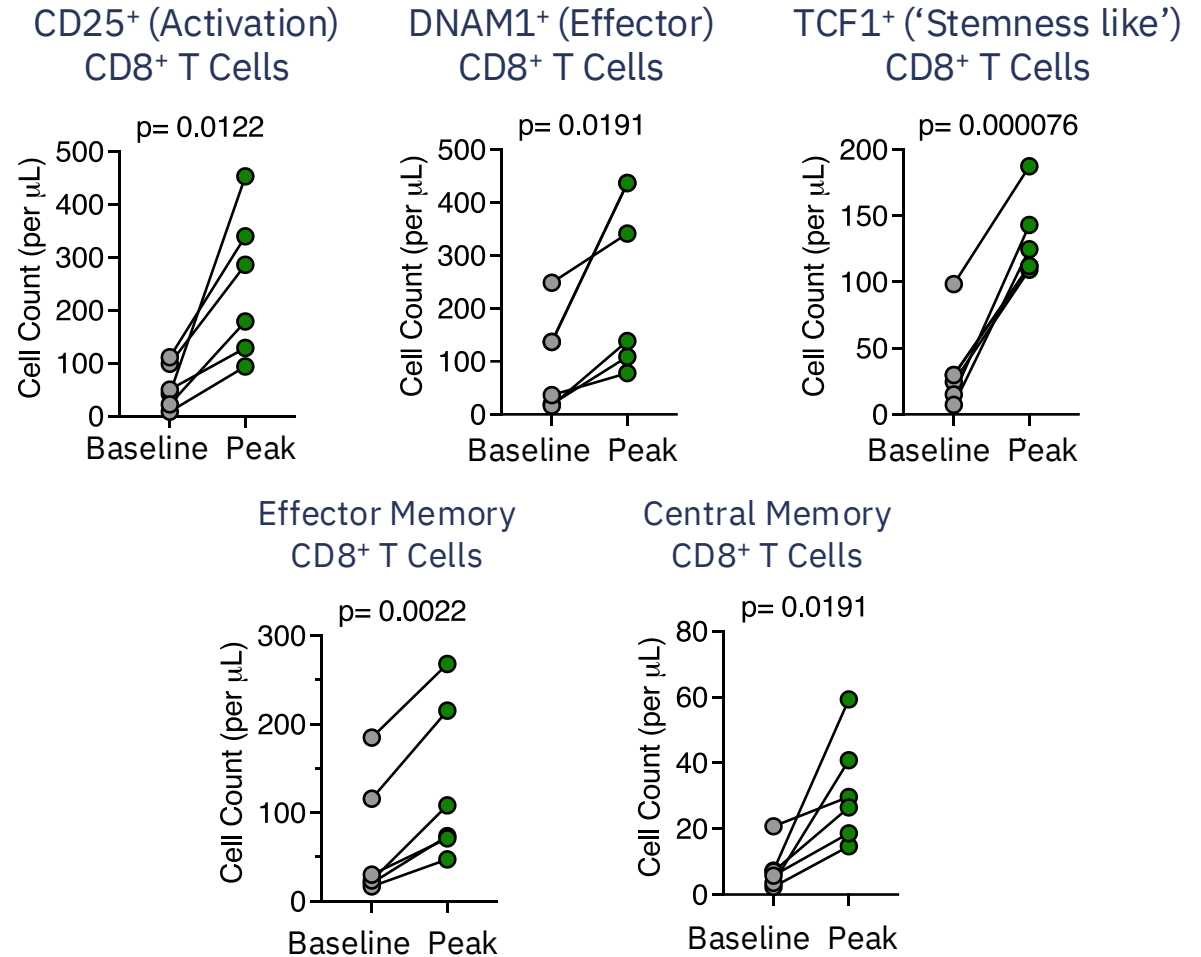 CD25⁺ (Activation)
CD8⁺ T Cells
p= 0.0122
Cell Count (per µL)
500
400
300
200
100
0
Baseline Peak
DNAM1⁺ (Effector)
CD8⁺ T Cells
p= 0.0191
Cell Count (per µL)
500
400
300
200
100
0
Baseline Peak
TCF1⁺ (‘Stemness like’)
CD8⁺ T Cells
p= 0.000076
Cell Count (per µL)
200
150
100
50
0
Baseline Peak
Effector Memory
CD8⁺ T Cells
p= 0.0022
Cell Count (per µL)
300
200
100
0
Baseline Peak
Central Memory
CD8⁺ T Cells
p= 0.0191
Cell Count (per µL)
80
60
40
20
0
Baseline Peak